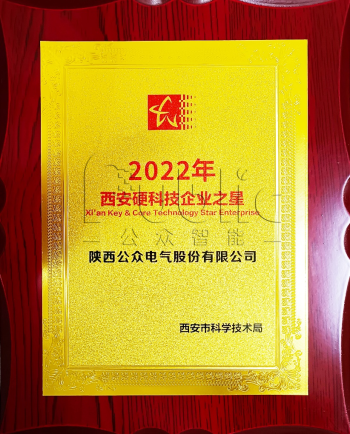 2022年
西安硬科技企业之星
Xi'an Key & Core Technology Star Enterprise
Public
公众智能
陕西公众电气股份有限公司
西安市科学技术局